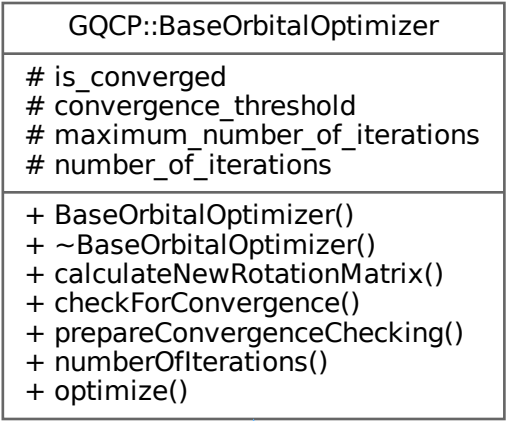 GQCP::BaseOrbitalOptimizer
# is_converged
# convergence_threshold
# maximum_number_of_iterations
# number_of_iterations
+ BaseOrbitalOptimizer()
+ ~BaseOrbitalOptimizer()
+ calculateNewRotationMatrix()
+ checkForConvergence()
+ prepareConvergenceChecking()
+ numberOfIterations()
+ optimize()